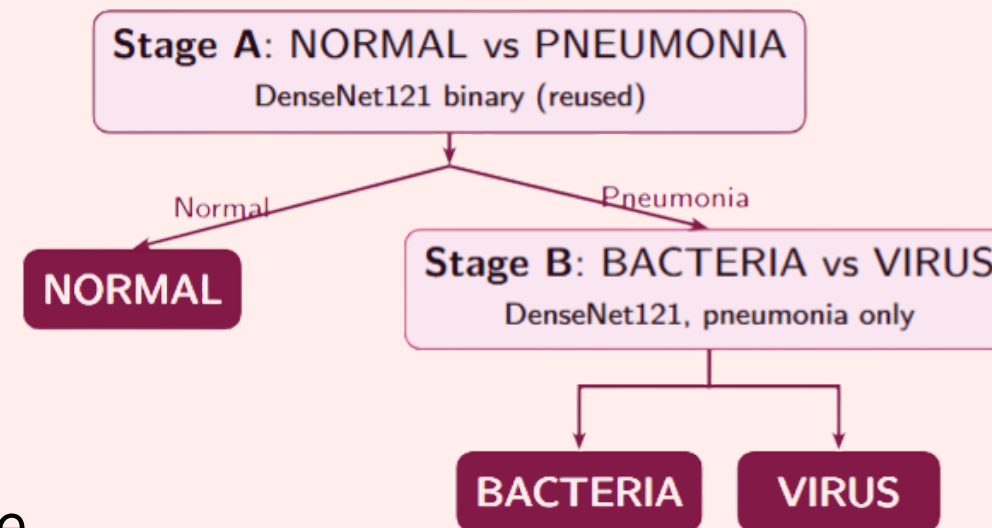 Stage A: NORMAL vs PNEUMONIA
DenseNet121 binary (reused)
Normal
Pneumonia
NORMAL
Stage B: BACTERIA vs VIRUS
DenseNet121, pneumonia only
BACTERIA
VIRUS